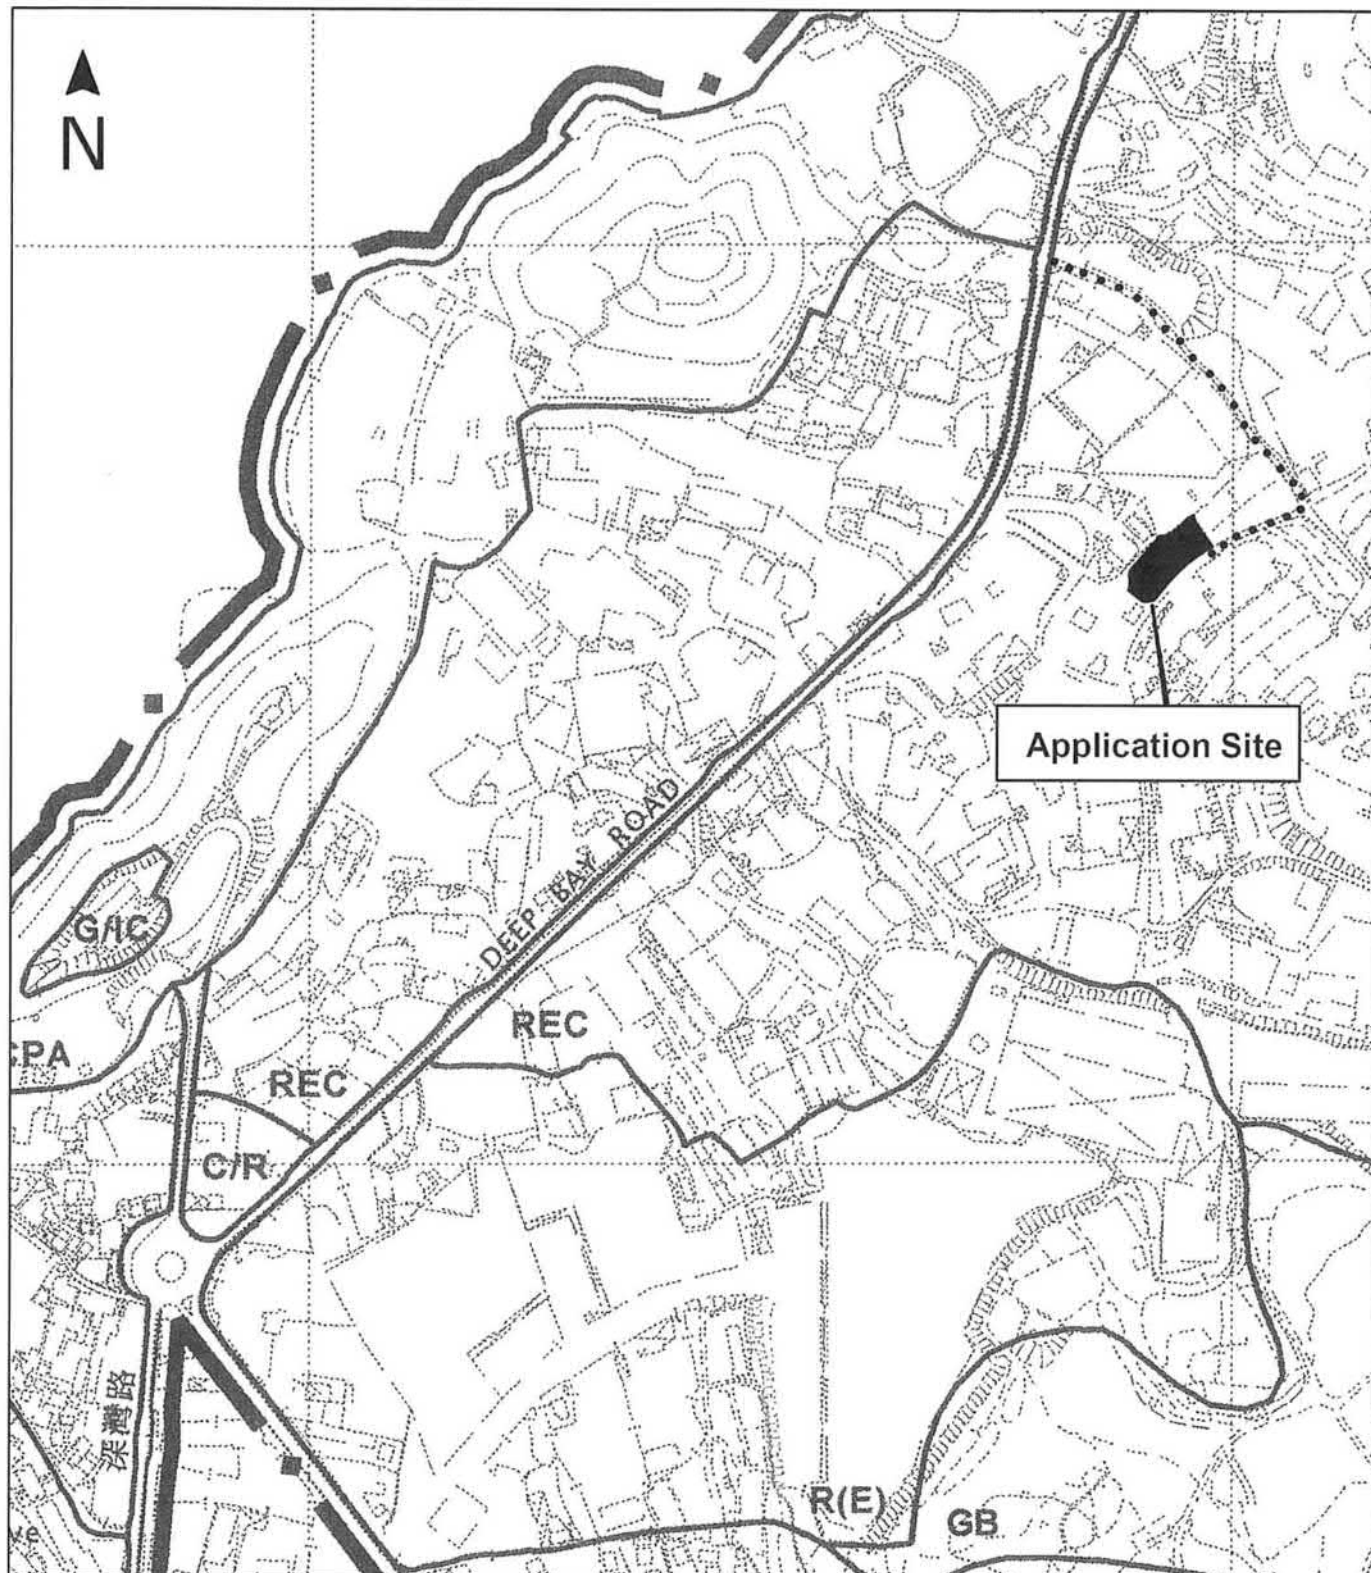 N
Application Site
DEEP BAY ROAD
G/IC
REC
CPA
REC
C/R
深灣路
R(E)
GB